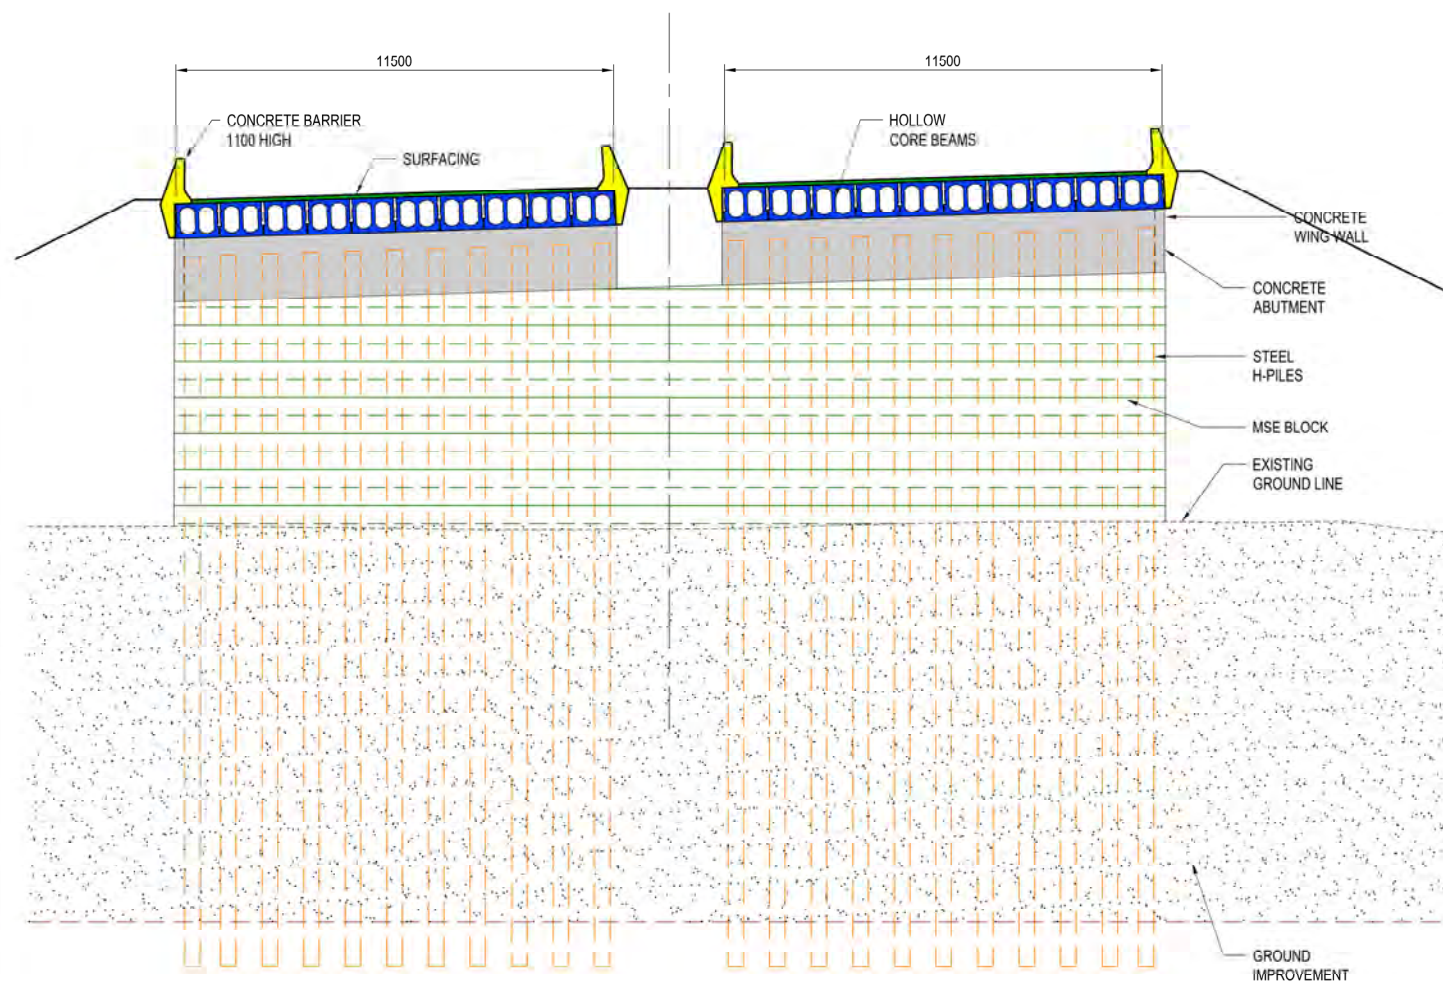 11500
11500
CONCRETE BARRIER
1100 HIGH
HOLLOW
CORE BEAMS
SURFACING
CONCRETE
WING WALL
CONCRETE
ABUTMENT
STEEL
H-PILES
MSE BLOCK
EXISTING
GROUND LINE
GROUND
IMPROVEMENT